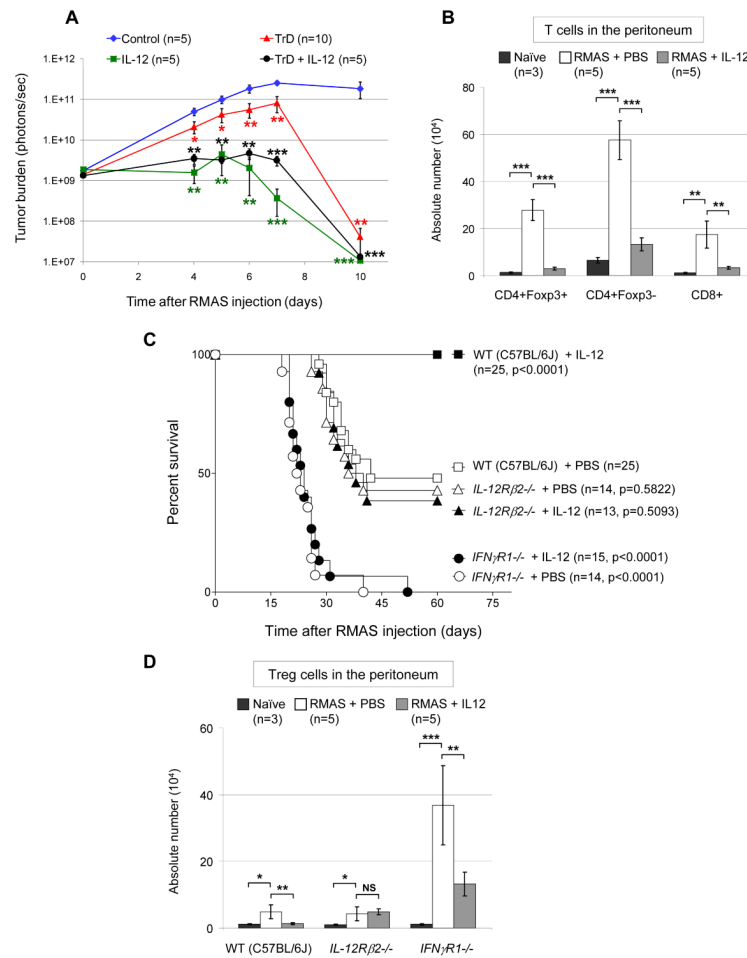 A
Control (n=5)
TrD (n=10)
IL-12 (n=5)
TrD + IL-12 (n=5)
Tumor burden (photons/sec)
1.E+12
1.E+11
1.E+10
1.E+09
1.E+08
1.E+07
* * ** **
** ** ** ***
** ** ** ***
**
***
***
0 2 4 6 8 10
Time after RMAS injection (days)
B
T cells in the peritoneum
Naïve (n=3)
RMAS + PBS (n=5)
RMAS + IL-12 (n=5)
Absolute number (10⁴)
80
60
40
20
0
*** ***
*** ***
** **
CD4+Foxp3+ CD4+Foxp3- CD8+
C
Percent survival
100
50
0
WT (C57BL/6J) + IL-12
(n=25, p<0.0001)
WT (C57BL/6J) + PBS (n=25)
IL-12Rβ2-/- + PBS (n=14, p=0.5822)
IL-12Rβ2-/- + IL-12 (n=13, p=0.5093)
IFNγR1-/- + IL-12 (n=15, p<0.0001)
IFNγR1-/- + PBS (n=14, p<0.0001)
0 15 30 45 60 75
Time after RMAS injection (days)
D
Treg cells in the peritoneum
Naïve (n=3)
RMAS + PBS (n=5)
RMAS + IL12 (n=5)
Absolute number (10⁴)
60
40
20
0
* **
* NS
*** **
WT (C57BL/6J) IL-12Rβ2-/- IFNγR1-/-